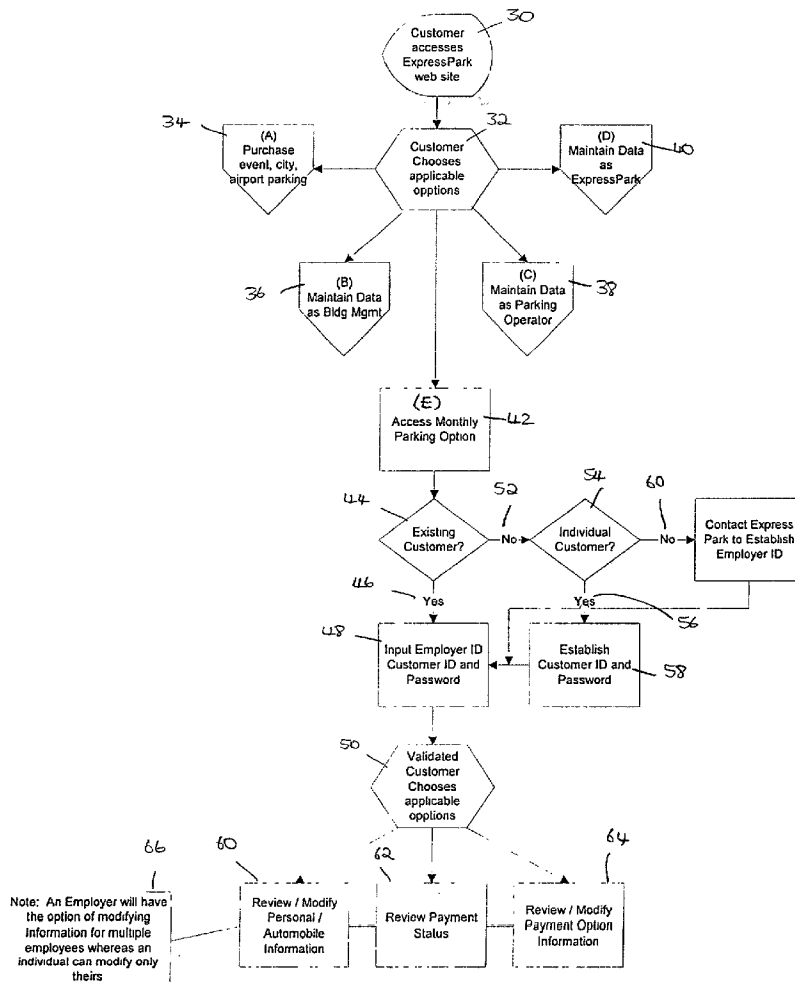 30
Customer
accesses
ExpressPark
web site
34
(A)
Purchase
event, city,
airport parking
32
Customer
Chooses
applicable
opptions
(D)
Maintain Data
as
ExpressPark
40
36
(B)
Maintain Data
as Bldg Mgmt
(C)
Maintain Data
as Parking
Operator
38
(E)
Access Monthly
Parking Option
42
44
Existing
Customer?
52
No
54
Individual
Customer?
60
No
Contact Express
Park to Establish
Employer ID
46
Yes
Yes
56
48
Input Employer ID
Customer ID and
Password
Establish
Customer ID and
Password
58
50
Validated
Customer
Chooses
applicable
opptions
66
Note: An Employer will have
the option of modifying
Information for multiple
employees whereas an
individual can modify only
theirs
60
Review / Modify
Personal /
Automobile
Information
62
Review Payment
Status
64
Review / Modify
Payment Option
Information